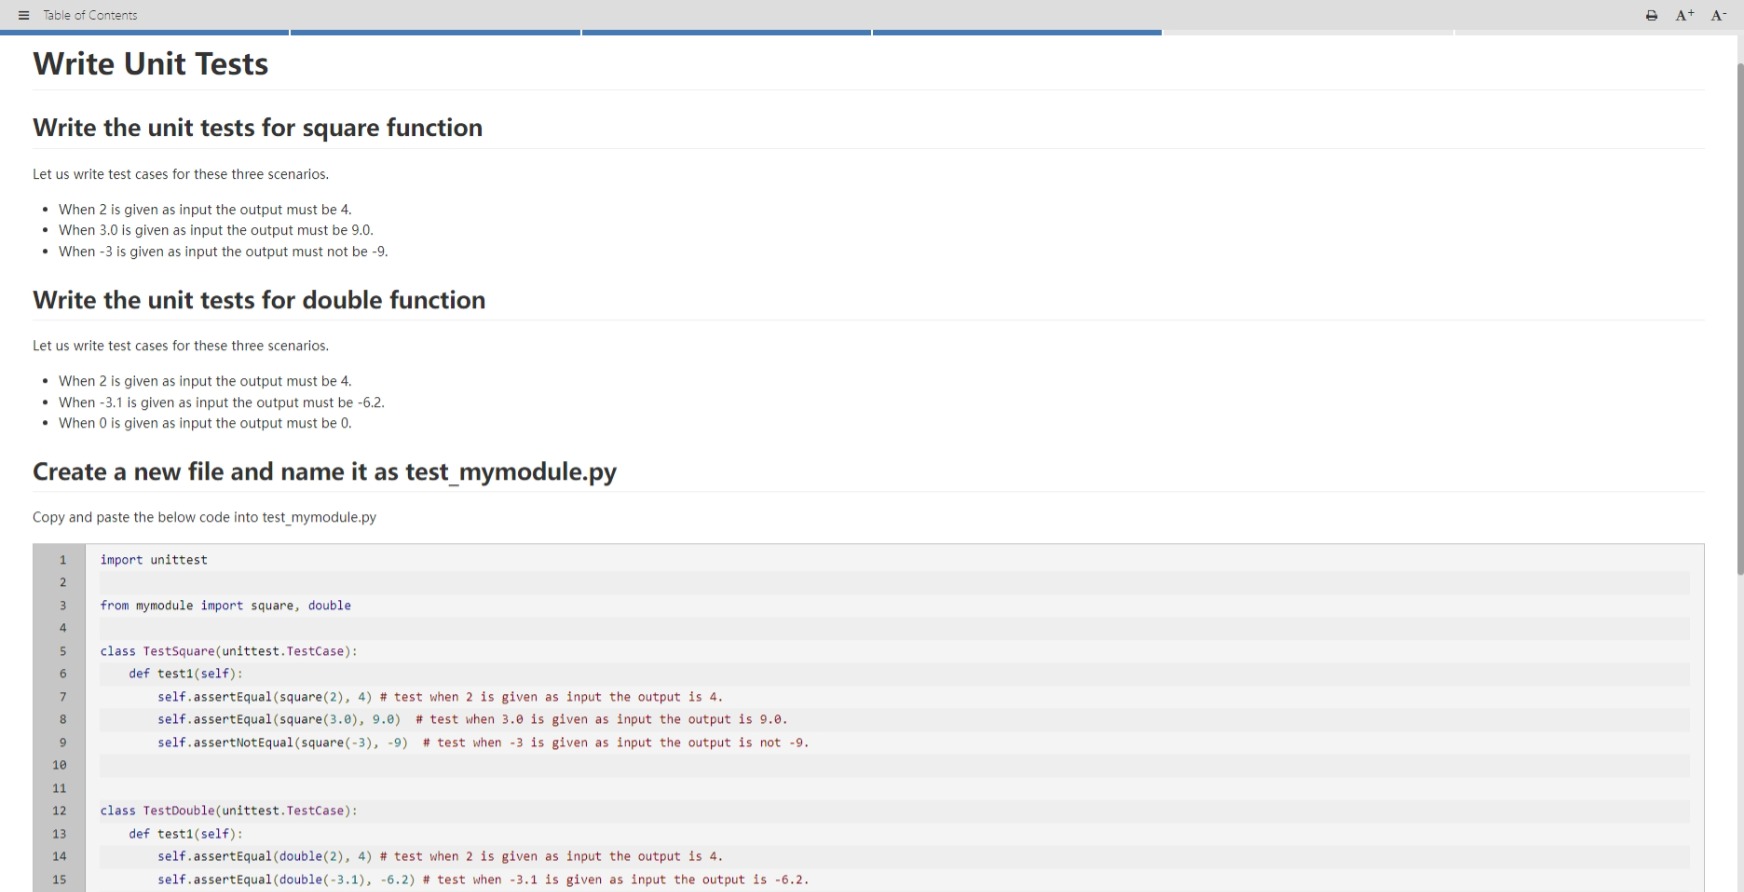 Table of Contents
A+ A-
Write Unit Tests
Write the unit tests for square function
Let us write test cases for these three scenarios.
• When 2 is given as input the output must be 4.
• When 3.0 is given as input the output must be 9.0.
• When -3 is given as input the output must not be -9.
Write the unit tests for double function
Let us write test cases for these three scenarios.
• When 2 is given as input the output must be 4.
• When -3.1 is given as input the output must be -6.2.
• When 0 is given as input the output must be 0.
Create a new file and name it as test_mymodule.py
Copy and paste the below code into test_mymodule.py
1 import unittest
2
3 from mymodule import square, double
4
5 class TestSquare(unittest.TestCase):
6     def test1(self):
7         self.assertEqual(square(2), 4) # test when 2 is given as input the output is 4.
8         self.assertEqual(square(3.0), 9.0)  # test when 3.0 is given as input the output is 9.0.
9         self.assertNotEqual(square(-3), -9)  # test when -3 is given as input the output is not -9.
10
11
12 class TestDouble(unittest.TestCase):
13     def test1(self):
14         self.assertEqual(double(2), 4) # test when 2 is given as input the output is 4.
15         self.assertEqual(double(-3.1), -6.2) # test when -3.1 is given as input the output is -6.2.